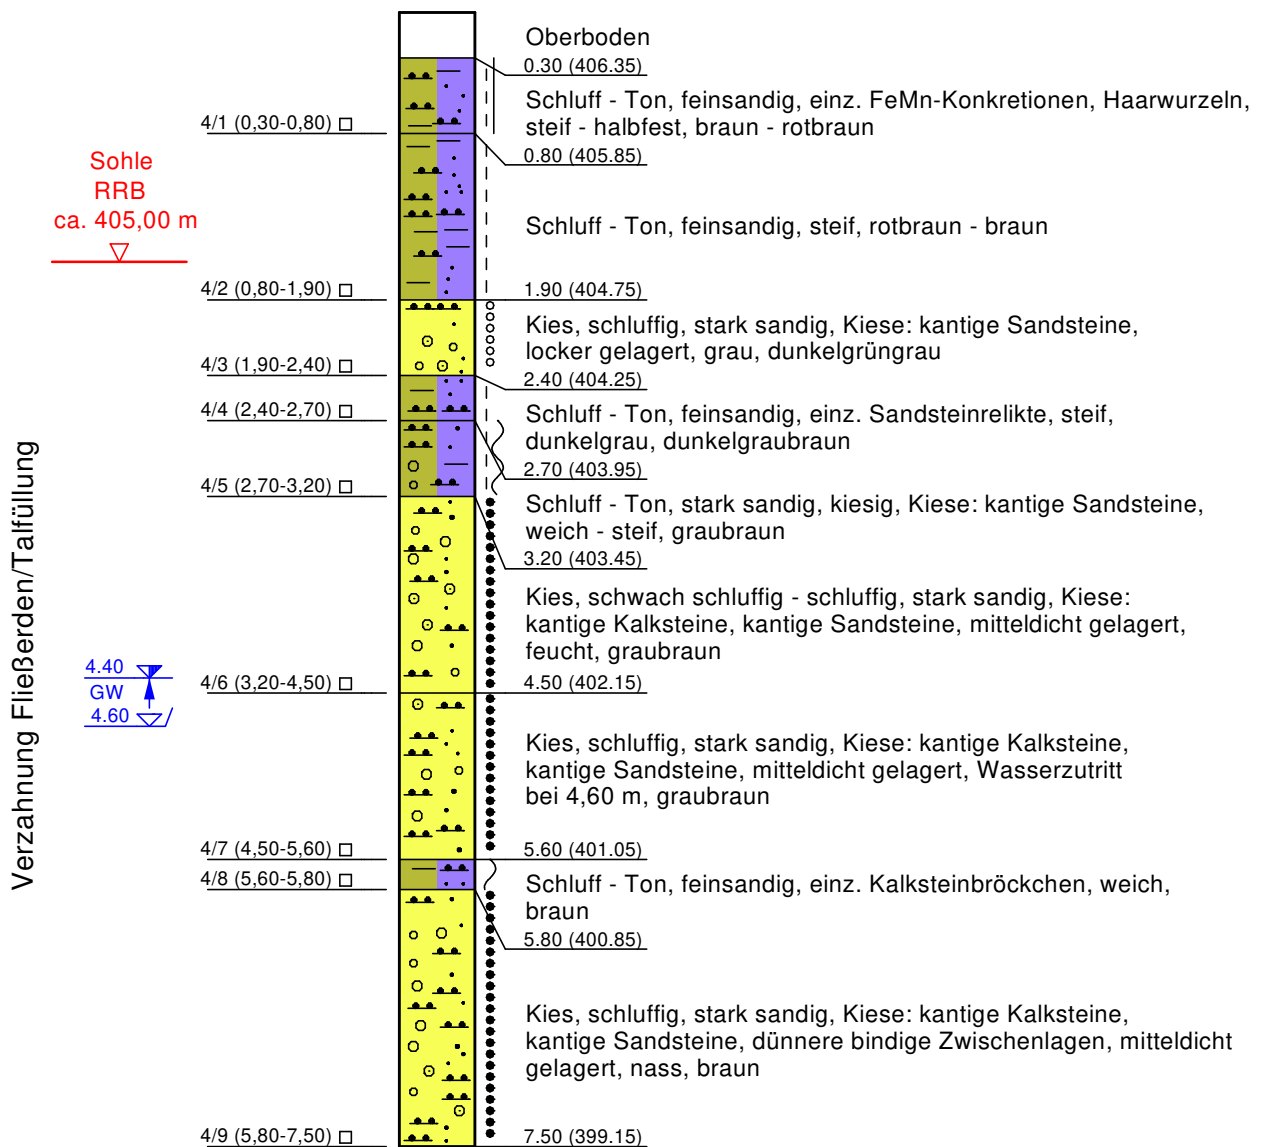 Oberboden
0.30 (406.35)
Schluff - Ton, feinsandig, einz. FeMn-Konkretionen, Haarwurzeln,
steif - halbfest, braun - rotbraun
4/1 (0,30-0,80)
0.80 (405.85)
Sohle
RRB
ca. 405,00 m
Schluff - Ton, feinsandig, steif, rotbraun - braun
4/2 (0,80-1,90)
1.90 (404.75)
Kies, schluffig, stark sandig, Kiese: kantige Sandsteine,
locker gelagert, grau, dunkelgrüngrau
4/3 (1,90-2,40)
2.40 (404.25)
4/4 (2,40-2,70)
Schluff - Ton, feinsandig, einz. Sandsteinrelikte, steif,
dunkelgrau, dunkelgraubraun
2.70 (403.95)
4/5 (2,70-3,20)
Schluff - Ton, stark sandig, kiesig, Kiese: kantige Sandsteine,
weich - steif, graubraun
3.20 (403.45)
Kies, schwach schluffig - schluffig, stark sandig, Kiese:
kantige Kalksteine, kantige Sandsteine, mitteldicht gelagert,
feucht, graubraun
4.40
GW
4.60
4/6 (3,20-4,50)
4.50 (402.15)
Verzahnung Fließerden/Talfüllung
Kies, schluffig, stark sandig, Kiese: kantige Kalksteine,
kantige Sandsteine, mitteldicht gelagert, Wasserzutritt
bei 4,60 m, graubraun
4/7 (4,50-5,60)
5.60 (401.05)
4/8 (5,60-5,80)
Schluff - Ton, feinsandig, einz. Kalksteinbröckchen, weich,
braun
5.80 (400.85)
Kies, schluffig, stark sandig, Kiese: kantige Kalksteine,
kantige Sandsteine, dünnere bindige Zwischenlagen, mitteldicht
gelagert, nass, braun
4/9 (5,80-7,50)
7.50 (399.15)